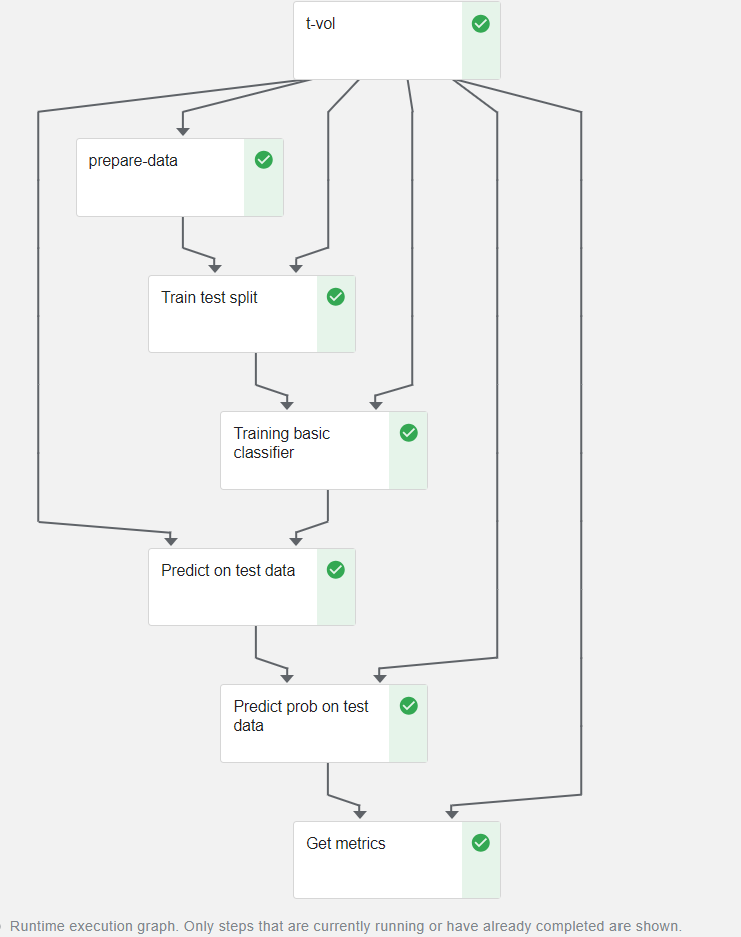 t-vol
prepare-data
Train test split
Training basic
classifier
Predict on test data
Predict prob on test
data
Get metrics
Runtime execution graph. Only steps that are currently running or have already completed are shown.